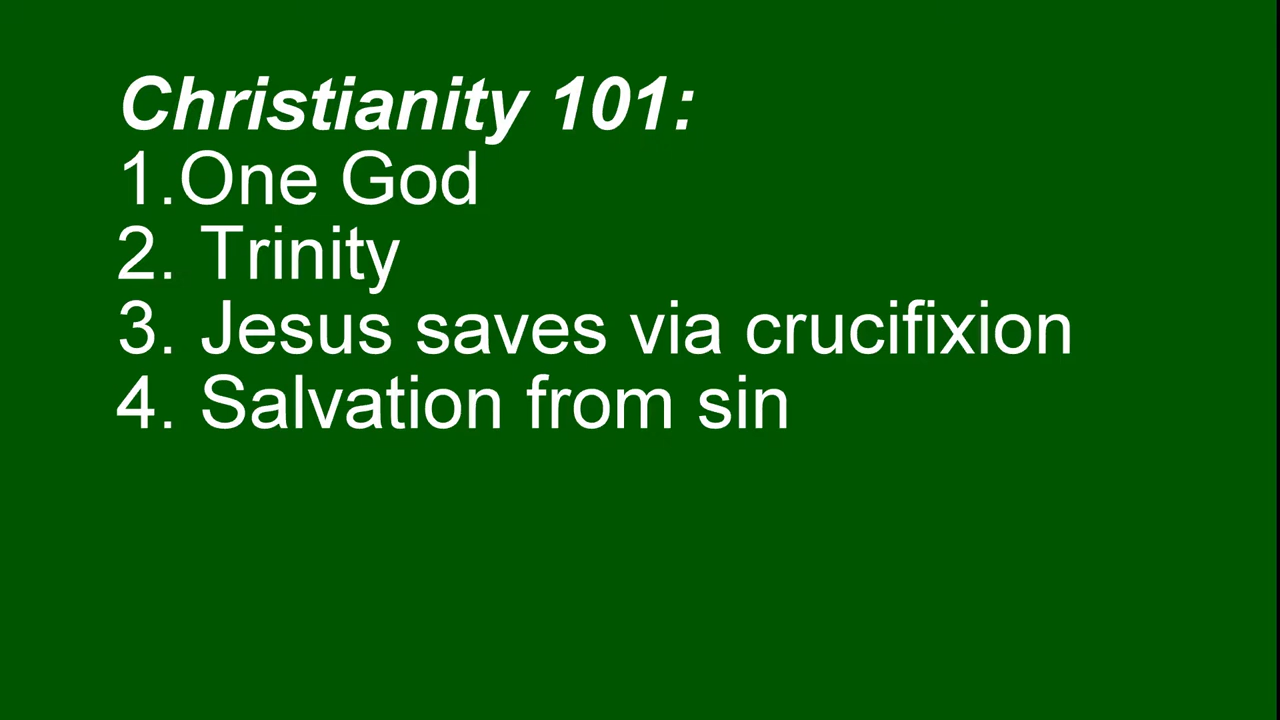 Christianity 101:
1.One God
2. Trinity
3. Jesus saves via crucifixion
4. Salvation from sin